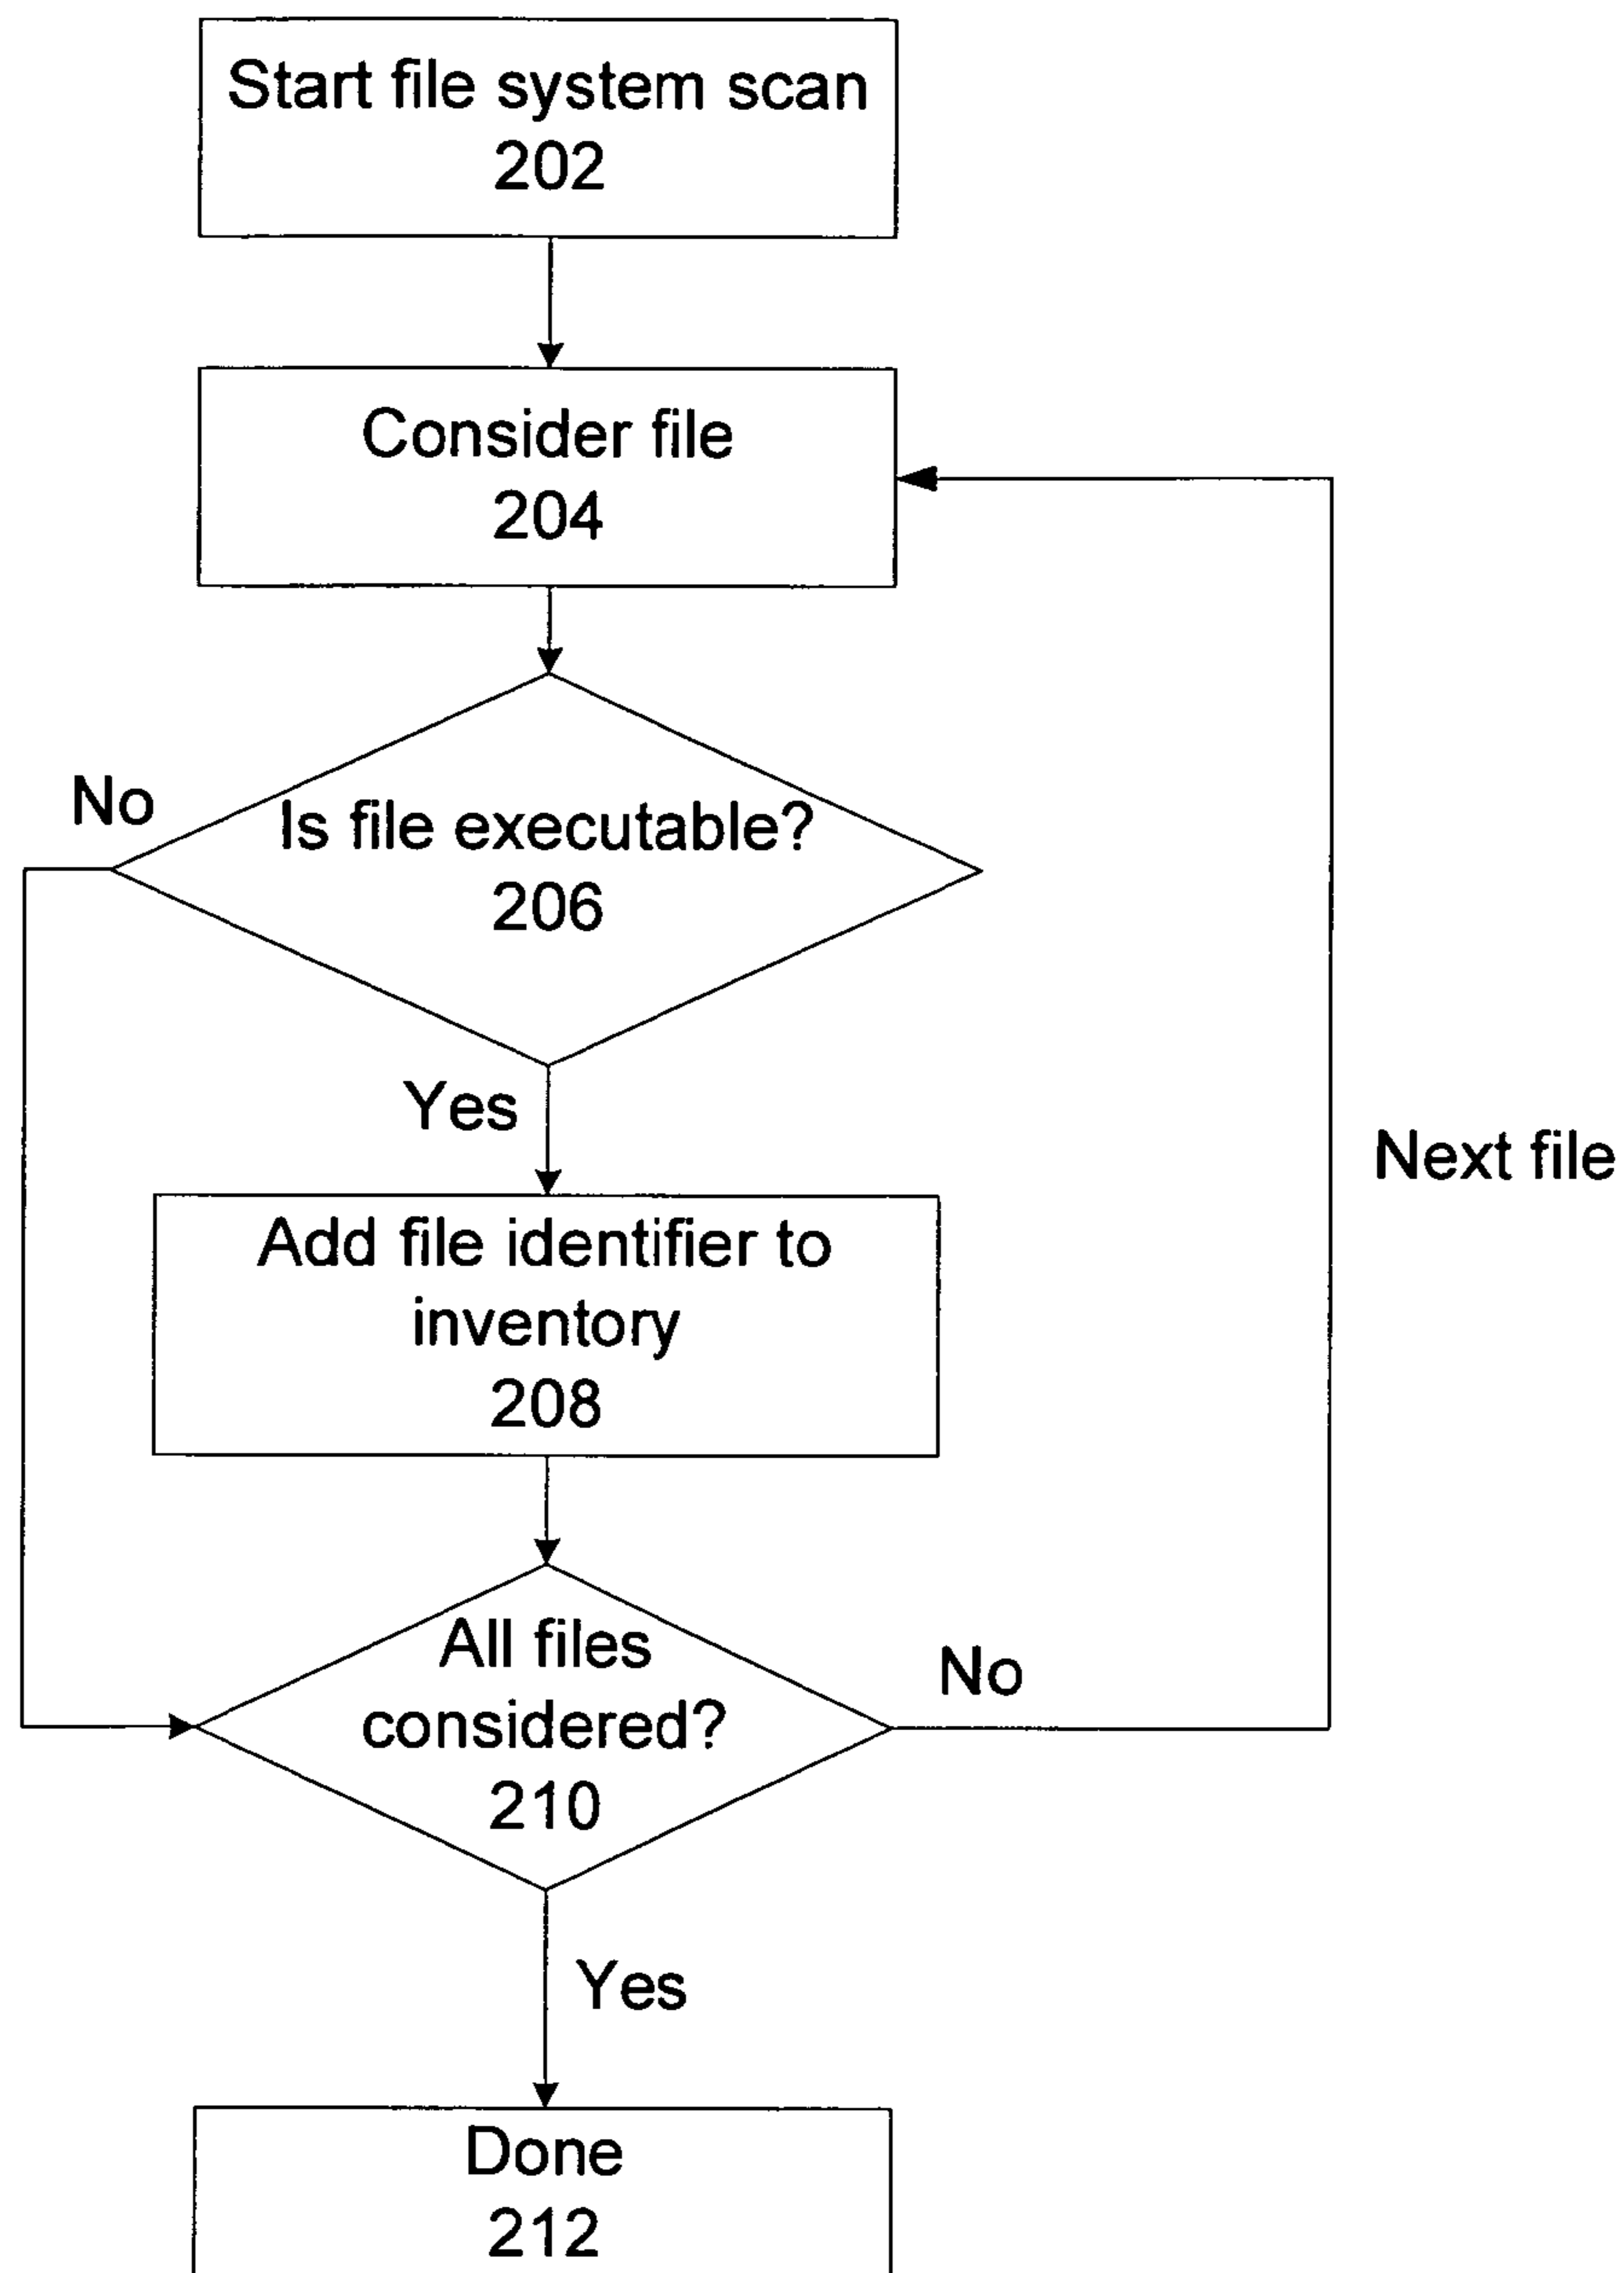 Start file system scan
202
Consider file
204
No
Is file executable?
206
Yes
Next file
Add file identifier to
inventory
208
All files
considered?
210
No
Yes
Done
212